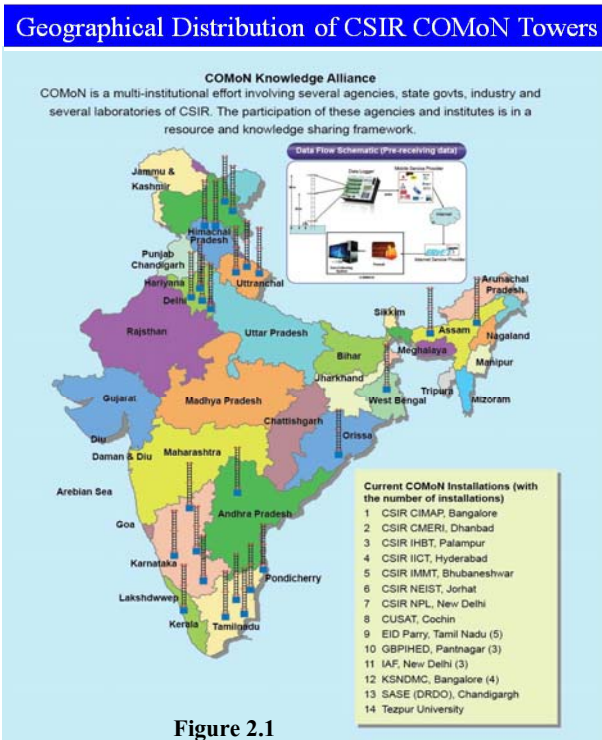 Geographical Distribution of CSIR COMoN Towers
COMoN Knowledge Alliance
COMoN is a multi-institutional effort involving several agencies, state govts, industry and
several laboratories of CSIR. The participation of these agencies and institutes is in a
resource and knowledge sharing framework.
Data Flow Schematic (Pre-receiving data)
Data Logger
Mobile Service Provider
Internet
Internet Service Provider
Firewall
Jammu &
Kashmir
Himachal
Pradesh
Punjab
Chandigarh
Hariyana
Delhi
Uttranchal
Rajsthan
Uttar Pradesh
Bihar
Sikkim
Arunachal
Pradesh
Assam
Nagaland
Meghalaya
Manipur
Tripura
Mizoram
Jharkhand
West Bengal
Gujarat
Madhya Pradesh
Chattishgarh
Orissa
Diu
Daman & Diu
Maharashtra
Arebian Sea
Andhra Pradesh
Goa
Karnataka
Pondicherry
Lakshdwwep
Kerala
Tamilnadu
Current COMoN Installations (with
the number of installations)
1 CSIR CIMAP, Bangalore
2 CSIR CMERI, Dhanbad
3 CSIR IHBT, Palampur
4 CSIR IICT, Hyderabad
5 CSIR IMMT, Bhubaneshwar
6 CSIR NEIST, Jorhat
7 CSIR NPL, New Delhi
8 CUSAT, Cochin
9 EID Parry, Tamil Nadu (5)
10 GBPIHED, Pantnagar (3)
11 IAF, New Delhi (3)
12 KSNDMC, Bangalore (4)
13 SASE (DRDO), Chandigargh
14 Tezpur University
Figure 2.1